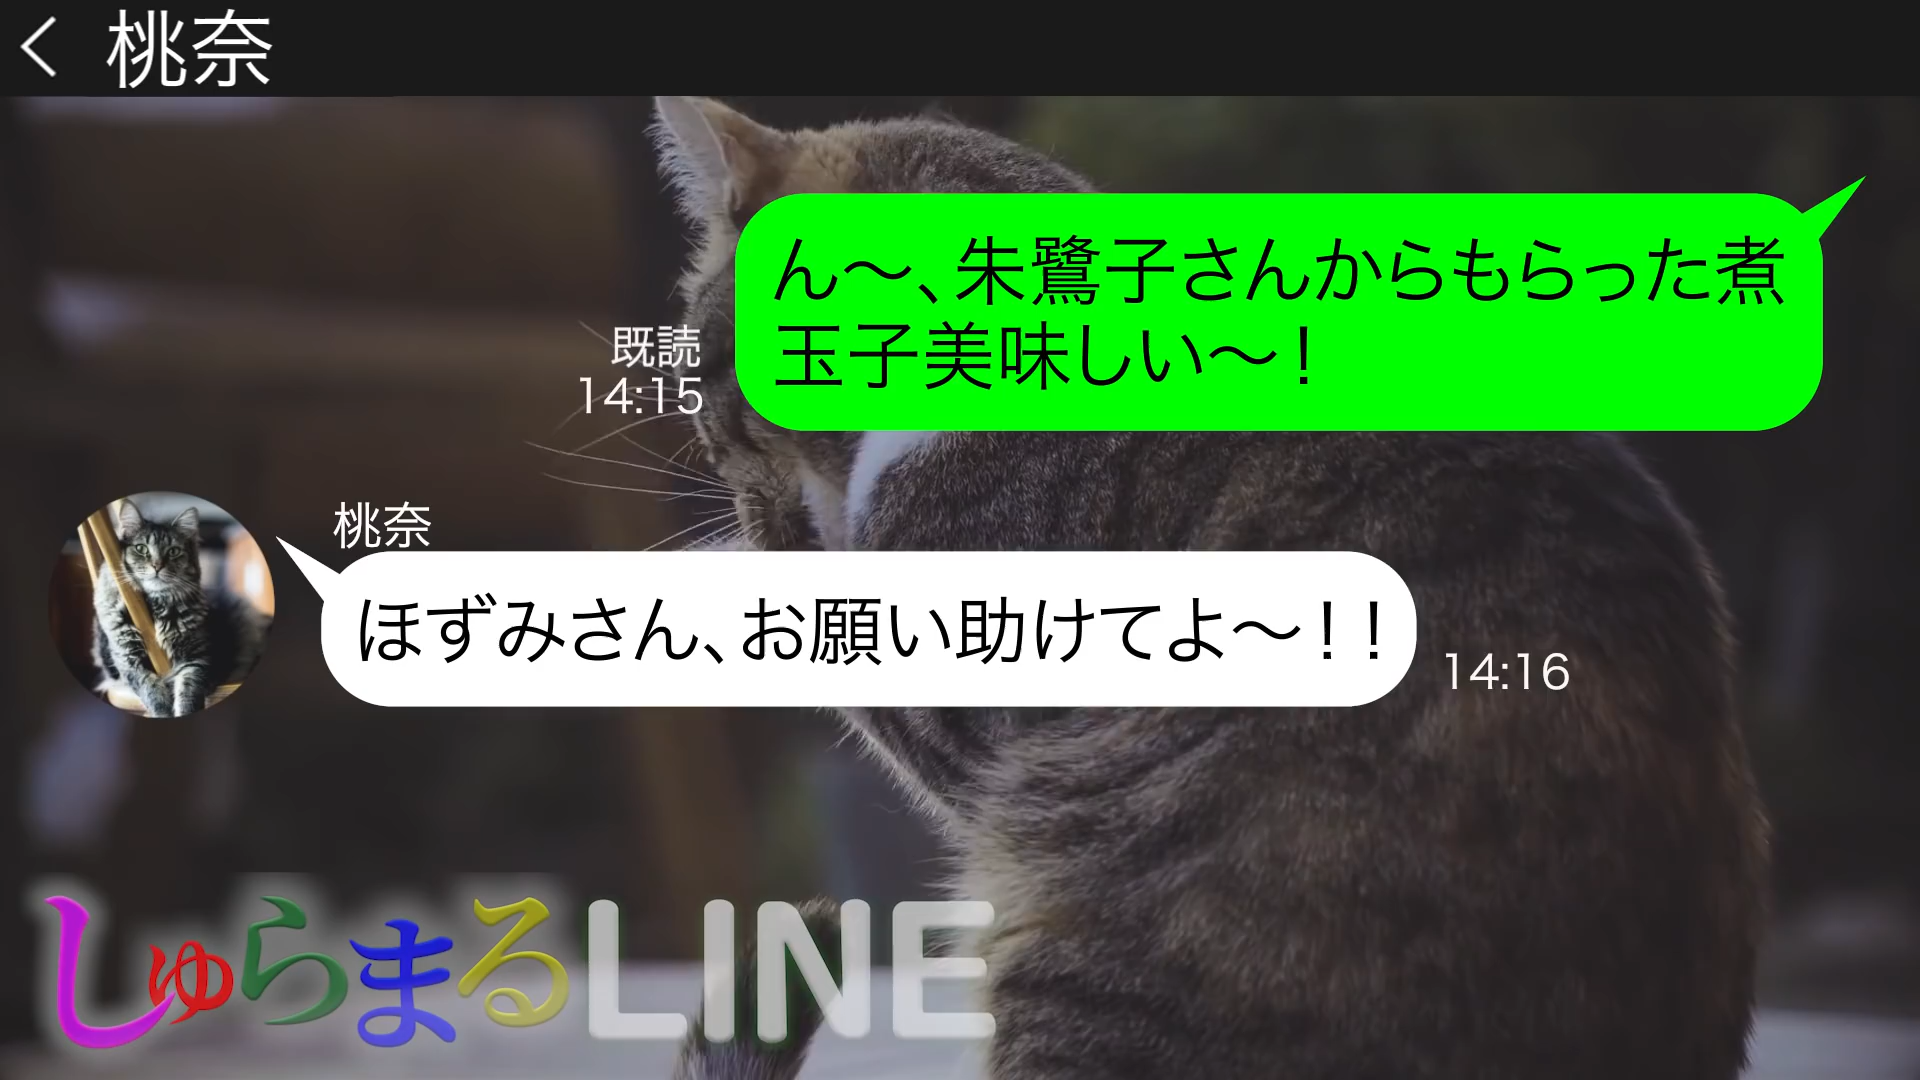 桃奈
ん〜、朱鷺子さんからもらった煮
玉子美味しい〜！
既読
14:15
桃奈
ほずみさん、お願い助けてよ〜！！
14:16
しゅらまるLINE